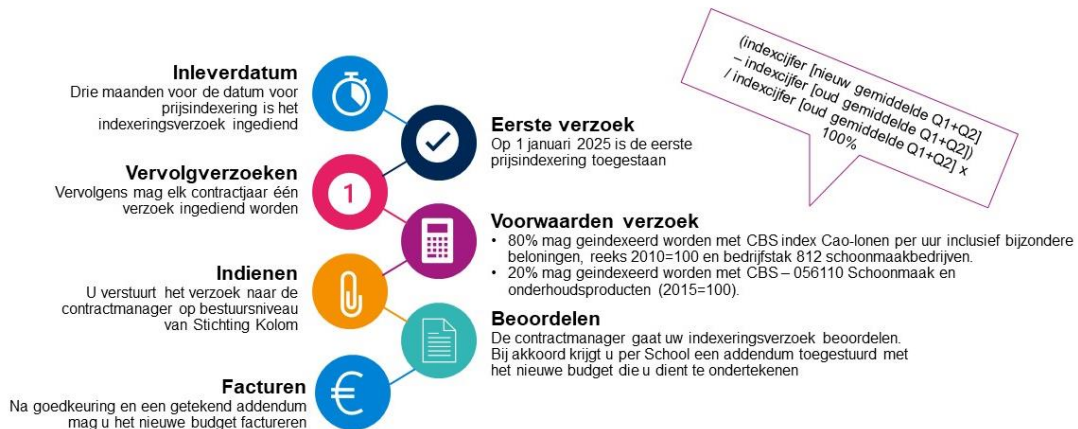 Inleverdatum
Drie maanden voor de datum voor
prijsindexering is het
indexeringsverzoek ingediend
(indexcijfer [nieuw gemiddelde Q1+Q2]
– indexcijfer [oud gemiddelde Q1+Q2])
/ indexcijfer [oud gemiddelde Q1+Q2] x
100%
Eerste verzoek
Op 1 januari 2025 is de eerste
prijsindexering toegestaan
Vervolgverzoeken
Vervolgens mag elk contractjaar één
verzoek ingediend worden
1
Voorwaarden verzoek
• 80% mag geindexeerd worden met CBS index Cao-lonen per uur inclusief bijzondere
beloningen, reeks 2010=100 en bedrijfstak 812 schoonmaakbedrijven.
• 20% mag geindexeerd worden met CBS – 056110 Schoonmaak en
onderhoudsproducten (2015=100).
Indienen
U verstuurt het verzoek naar de
contractmanager op bestuursniveau
van Stichting Kolom
Beoordelen
De contractmanager gaat uw indexeringsverzoek beoordelen.
Bij akkoord krijgt u per School een addendum toegestuurd met
het nieuwe budget die u dient te ondertekenen
Facturen
Na goedkeuring en een getekend addendum
mag u het nieuwe budget factureren
€